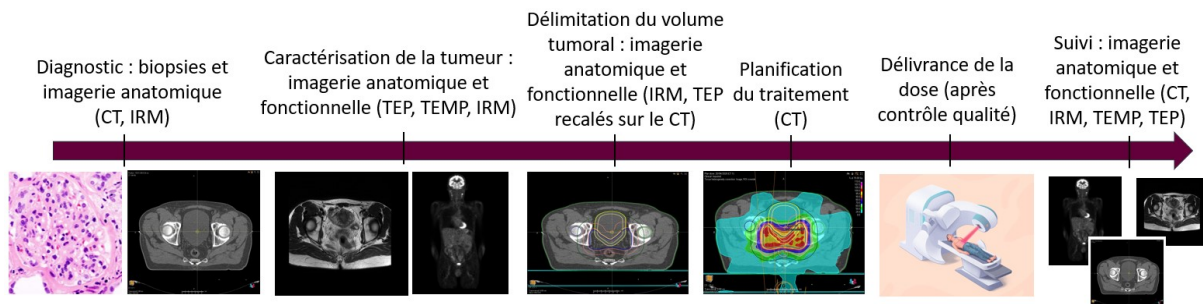 Diagnostic : biopsies et
imagerie anatomique
(CT, IRM)
Caractérisation de la tumeur :
imagerie anatomique et
fonctionnelle (TEP, TEMP, IRM)
Délimitation du volume
tumoral : imagerie
anatomique et
fonctionnelle (IRM, TEP
recalés sur le CT)
Planification
du traitement
(CT)
Délivrance de la
dose (après
contrôle qualité)
Suivi : imagerie
anatomique et
fonctionnelle (CT,
IRM, TEMP, TEP)